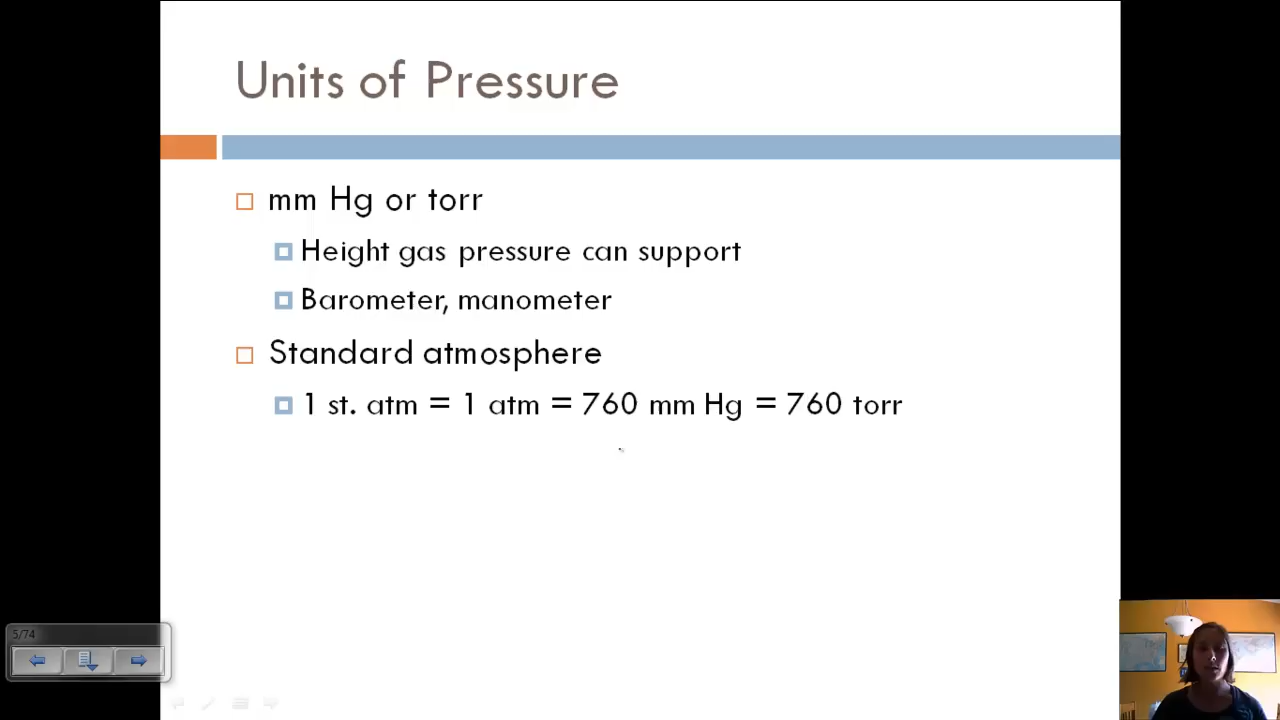 Units of Pressure
mm Hg or torr
Height gas pressure can support
Barometer, manometer
Standard atmosphere
1 st. atm = 1 atm = 760 mm Hg = 760 torr
5/74